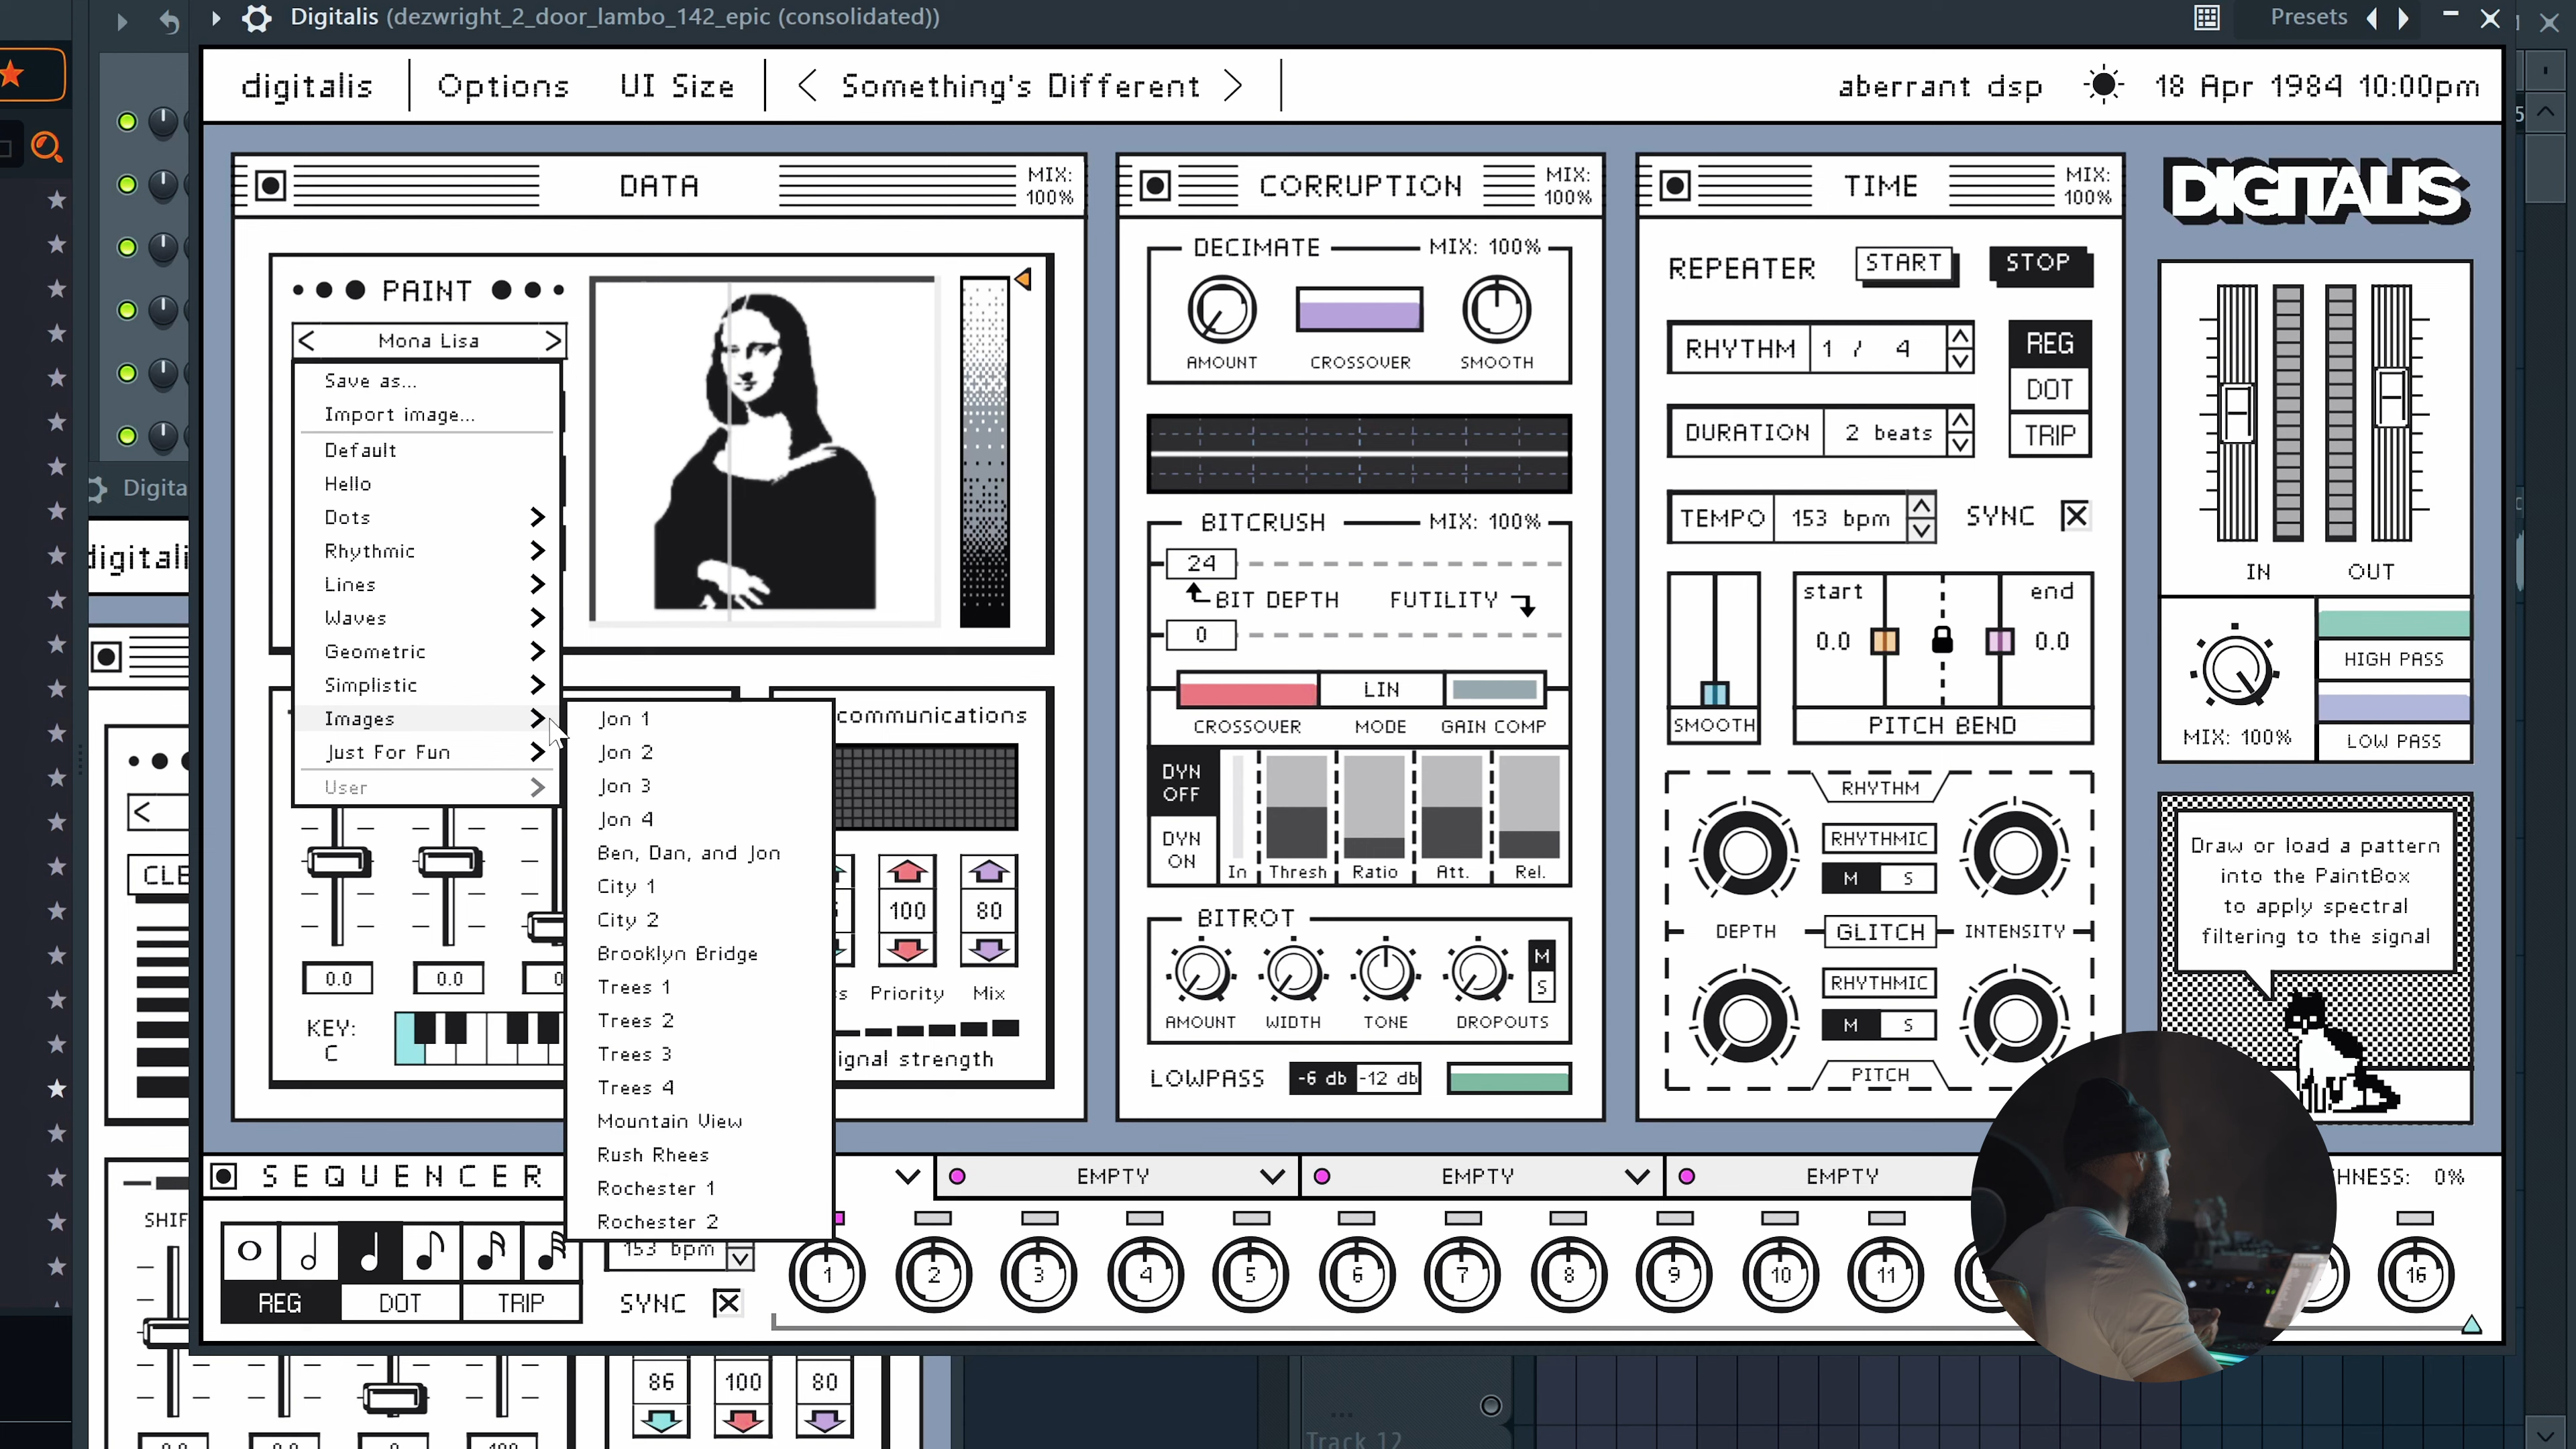 Digitalis (dezwright_2_door_lambo_142_epic (consolidated))
Presets
digitalis
Options
UI Size
< Something's Different >
aberrant dsp
18 Apr 1984 10:00pm
DATA
MIX:
100%
PAINT
< Mona Lisa >
Save as...
Import image...
Default
Hello
Dots
Rhythmic
Lines
Waves
Geometric
Simplistic
Images
Just For Fun
User
Jon 1
Jon 2
Jon 3
Jon 4
Ben, Dan, and Jon
City 1
City 2
Brooklyn Bridge
Trees 1
Trees 2
Trees 3
Trees 4
Mountain View
Rush Rhees
Rochester 1
Rochester 2
communications
100
80
Priority
Mix
ignal strength
0.0
0.0
0
KEY:
C
CORRUPTION
MIX:
100%
DECIMATE
MIX: 100%
AMOUNT
CROSSOVER
SMOOTH
BITCRUSH
MIX: 100%
24
BIT DEPTH
FUTILITY
0
LIN
CROSSOVER
MODE
GAIN COMP
DYN
OFF
DYN
ON
In
Thresh
Ratio
Att.
Rel.
BITROT
AMOUNT
WIDTH
TONE
DROPOUTS
M
S
LOWPASS
-6 db
-12 db
TIME
MIX:
100%
REPEATER
START
STOP
RHYTHM
1 / 4
REG
DOT
TRIP
DURATION
2 beats
TEMPO
153 bpm
SYNC
start
end
0.0
0.0
SMOOTH
PITCH BEND
RHYTHM
RHYTHMIC
M
S
DEPTH
GLITCH
INTENSITY
RHYTHMIC
M
S
PITCH
DIGITALIS
IN
OUT
MIX: 100%
HIGH PASS
LOW PASS
Draw or load a pattern
into the PaintBox
to apply spectral
filtering to the signal
SEQUENCER
EMPTY
EMPTY
EMPTY
HNESS: 0%
REG
DOT
TRIP
153 bpm
SYNC
1
2
3
4
5
6
7
8
9
10
11
16
Digita
digitali
<
CLE
SHIF
86
100
80
Track 12